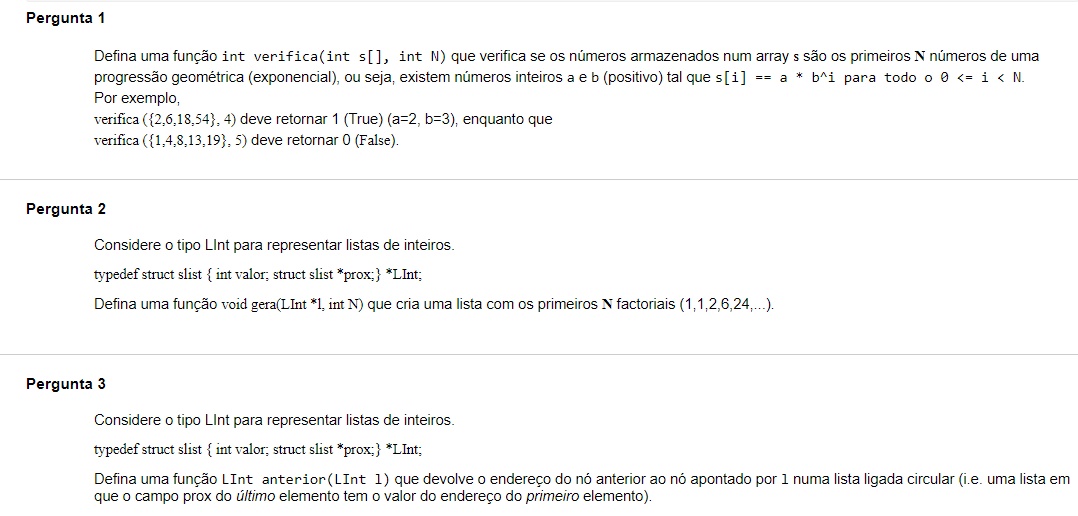 Pergunta 1
Defina uma função int verifica(int s[], int N) que verifica se os números armazenados num array s são os primeiros N números de uma
progressão geométrica (exponencial), ou seja, existem números inteiros a e b (positivo) tal que s[i] == a * b^i para todo o 0 <= i < N.
Por exemplo,
verifica ({2,6,18,54}, 4) deve retornar 1 (True) (a=2, b=3), enquanto que
verifica ({1,4,8,13,19}, 5) deve retornar 0 (False).
Pergunta 2
Considere o tipo LInt para representar listas de inteiros.
typedef struct slist { int valor; struct slist *prox;} *LInt;
Defina uma função void gera(LInt *l, int N) que cria uma lista com os primeiros N factoriais (1,1,2,6,24,...).
Pergunta 3
Considere o tipo LInt para representar listas de inteiros.
typedef struct slist { int valor; struct slist *prox;} *LInt;
Defina uma função LInt anterior(LInt l) que devolve o endereço do nó anterior ao nó apontado por l numa lista ligada circular (i.e. uma lista em
que o campo prox do último elemento tem o valor do endereço do primeiro elemento).